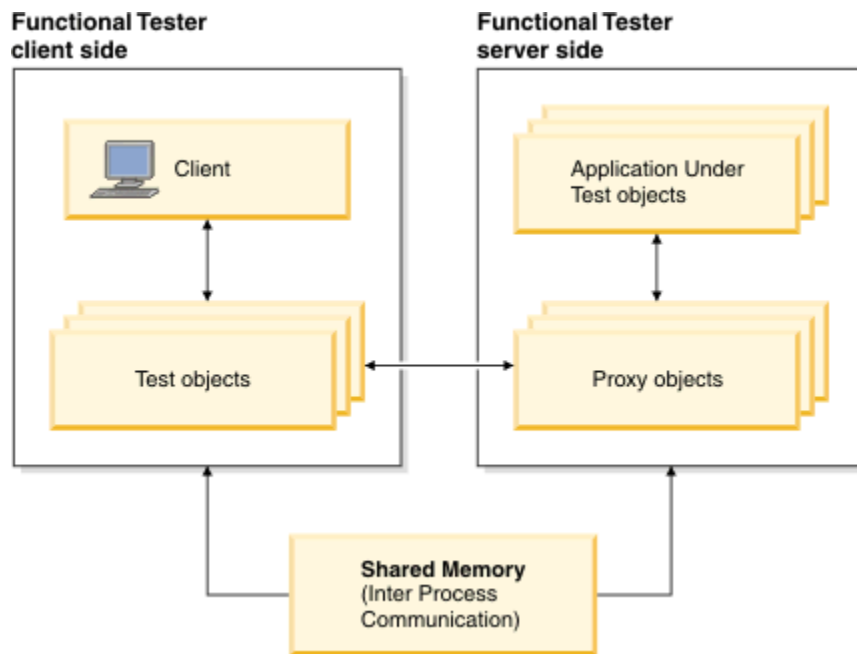 Functional Tester
client side
Functional Tester
server side
Client
Application Under
Test objects
Test objects
Proxy objects
Shared Memory
(Inter Process
Communication)